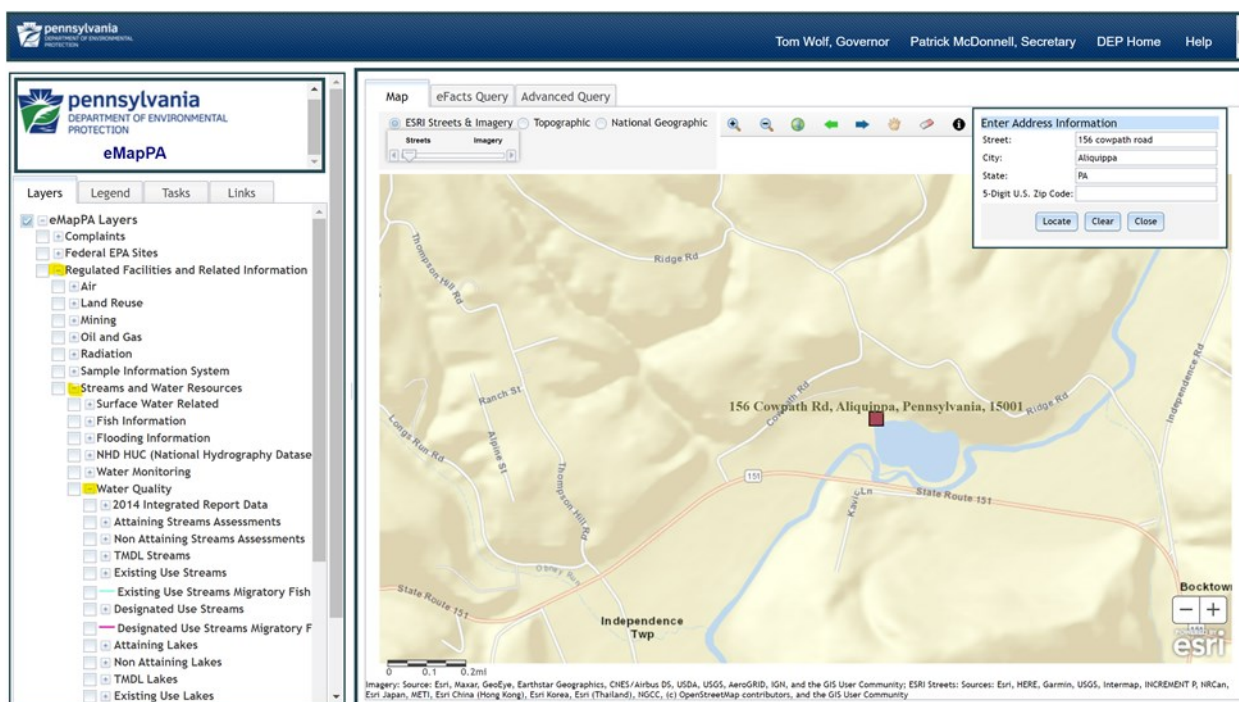 pennsylvania
DEPARTMENT OF ENVIRONMENTAL
PROTECTION
Tom Wolf, Governor Patrick McDonnell, Secretary DEP Home Help
pennsylvania
DEPARTMENT OF ENVIRONMENTAL
PROTECTION
eMapPA
Layers Legend Tasks Links
eMapPA Layers
Complaints
Federal EPA Sites
Regulated Facilities and Related Information
Air
Land Reuse
Mining
Oil and Gas
Radiation
Sample Information System
Streams and Water Resources
Surface Water Related
Fish Information
Flooding Information
NHD HUC (National Hydrography Datase
Water Monitoring
Water Quality
2014 Integrated Report Data
Attaining Streams Assessments
Non Attaining Streams Assessments
TMDL Streams
Existing Use Streams
Existing Use Streams Migratory Fish
Designated Use Streams
Designated Use Streams Migratory F
Attaining Lakes
Non Attaining Lakes
TMDL Lakes
Existing Use Lakes
Map eFacts Query Advanced Query
ESRI Streets & Imagery Topographic National Geographic
Streets Imagery
Enter Address Information
Street: 156 cowpath road
City: Aliquippa
State: PA
5-Digit U.S. Zip Code:
Locate Clear Close
Thompson Hill Rd
Ridge Rd
Independence Rd
Ranch St
Cowpath Rd
156 Cowpath Rd, Aliquippa, Pennsylvania, 15001
Ridge Rd
Longs Run Rd
Alpine St
Thompson Hill Rd
151
Kavic Ln
State Route 151
Obney Run
State Route 151
Independence
Twp
Bocktown
− +
esri
0 0.1 0.2mi
Imagery: Source: Esri, Maxar, GeoEye, Earthstar Geographics, CNES/Airbus DS, USDA, USGS, AeroGRID, IGN, and the GIS User Community; ESRI Streets: Sources: Esri, HERE, Garmin, USGS, Intermap, INCREMENT P, NRCan,
Esri Japan, METI, Esri China (Hong Kong), Esri Korea, Esri (Thailand), NGCC, (c) OpenStreetMap contributors, and the GIS User Community